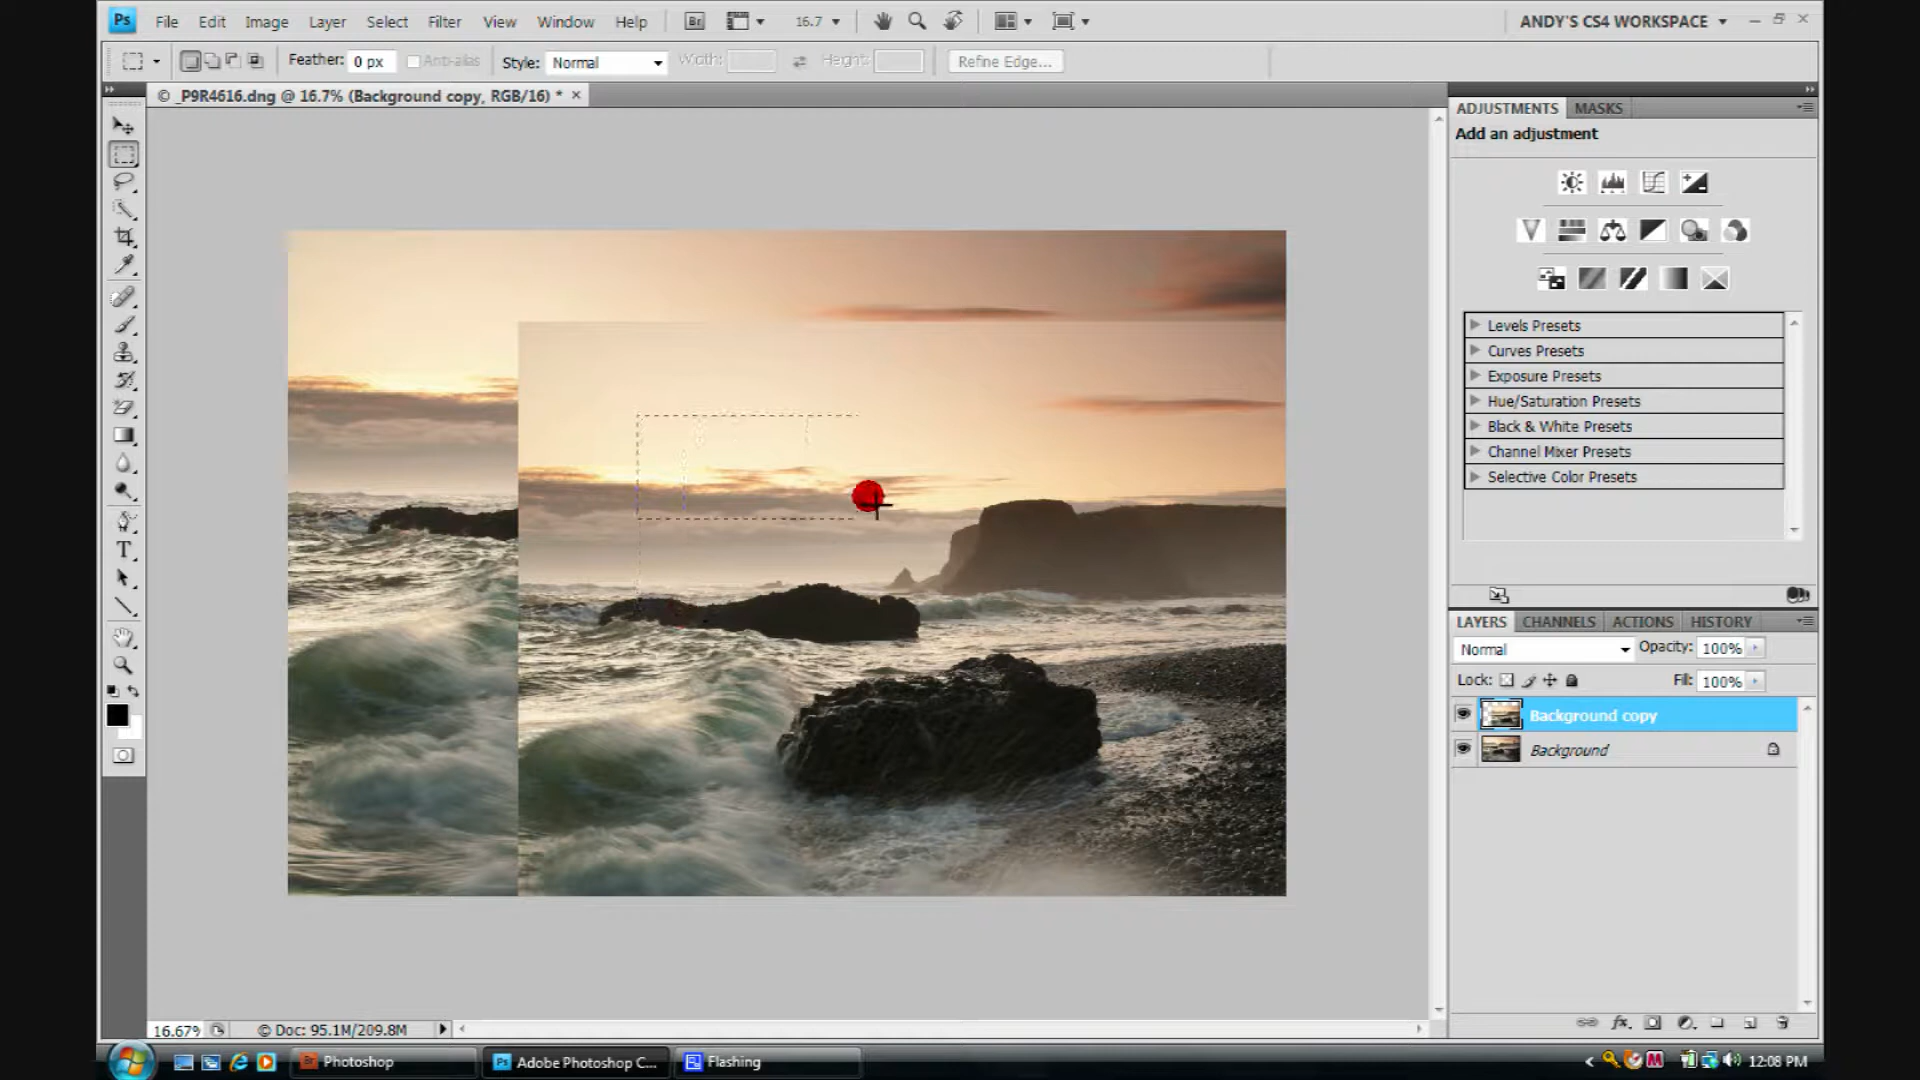 Ps File Edit Image Layer Select Filter View Window Help Br 16.7 ANDY'S CS4 WORKSPACE
Feather: 0 px Anti-alias Style: Normal Width: Height: Refine Edge...
© _P9R4616.dng @ 16.7% (Background copy, RGB/16) *
ADJUSTMENTS MASKS
Add an adjustment
Levels Presets
Curves Presets
Exposure Presets
Hue/Saturation Presets
Black & White Presets
Channel Mixer Presets
Selective Color Presets
LAYERS CHANNELS ACTIONS HISTORY
Normal Opacity: 100%
Lock: Fill: 100%
Background copy
Background
T
fx
16.67% © Doc: 95.1M/209.8M
Br Photoshop Ps Adobe Photoshop C... Flashing 12:08 PM